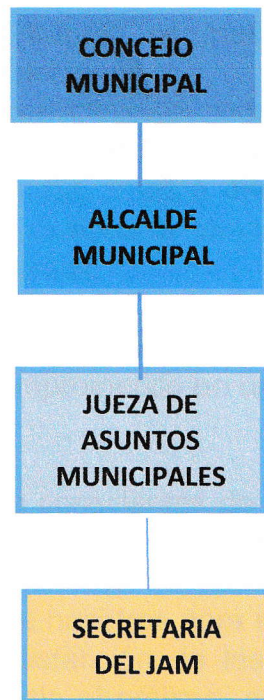 CONCEJO
MUNICIPAL
ALCALDE
MUNICIPAL
JUEZA DE
ASUNTOS
MUNICIPALES
SECRETARIA
DEL JAM